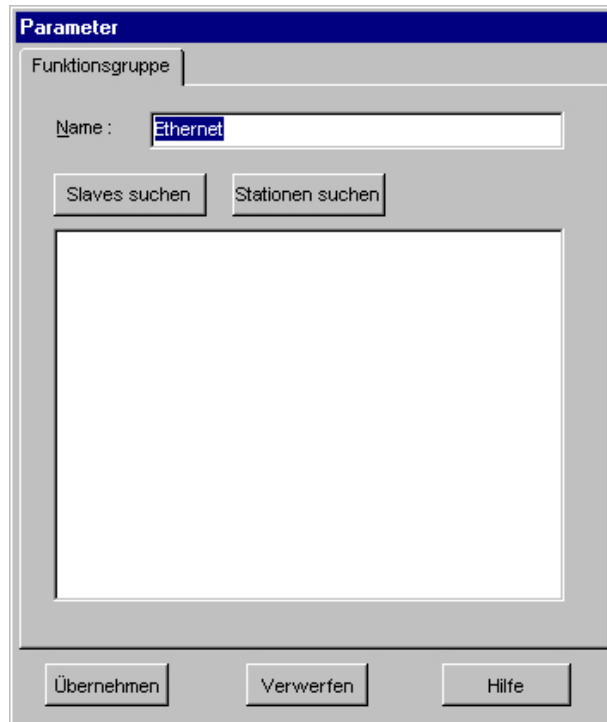 Parameter
Funktionsgruppe
Name : Ethernet
Slaves suchen Stationen suchen
Übernehmen Verwerfen Hilfe